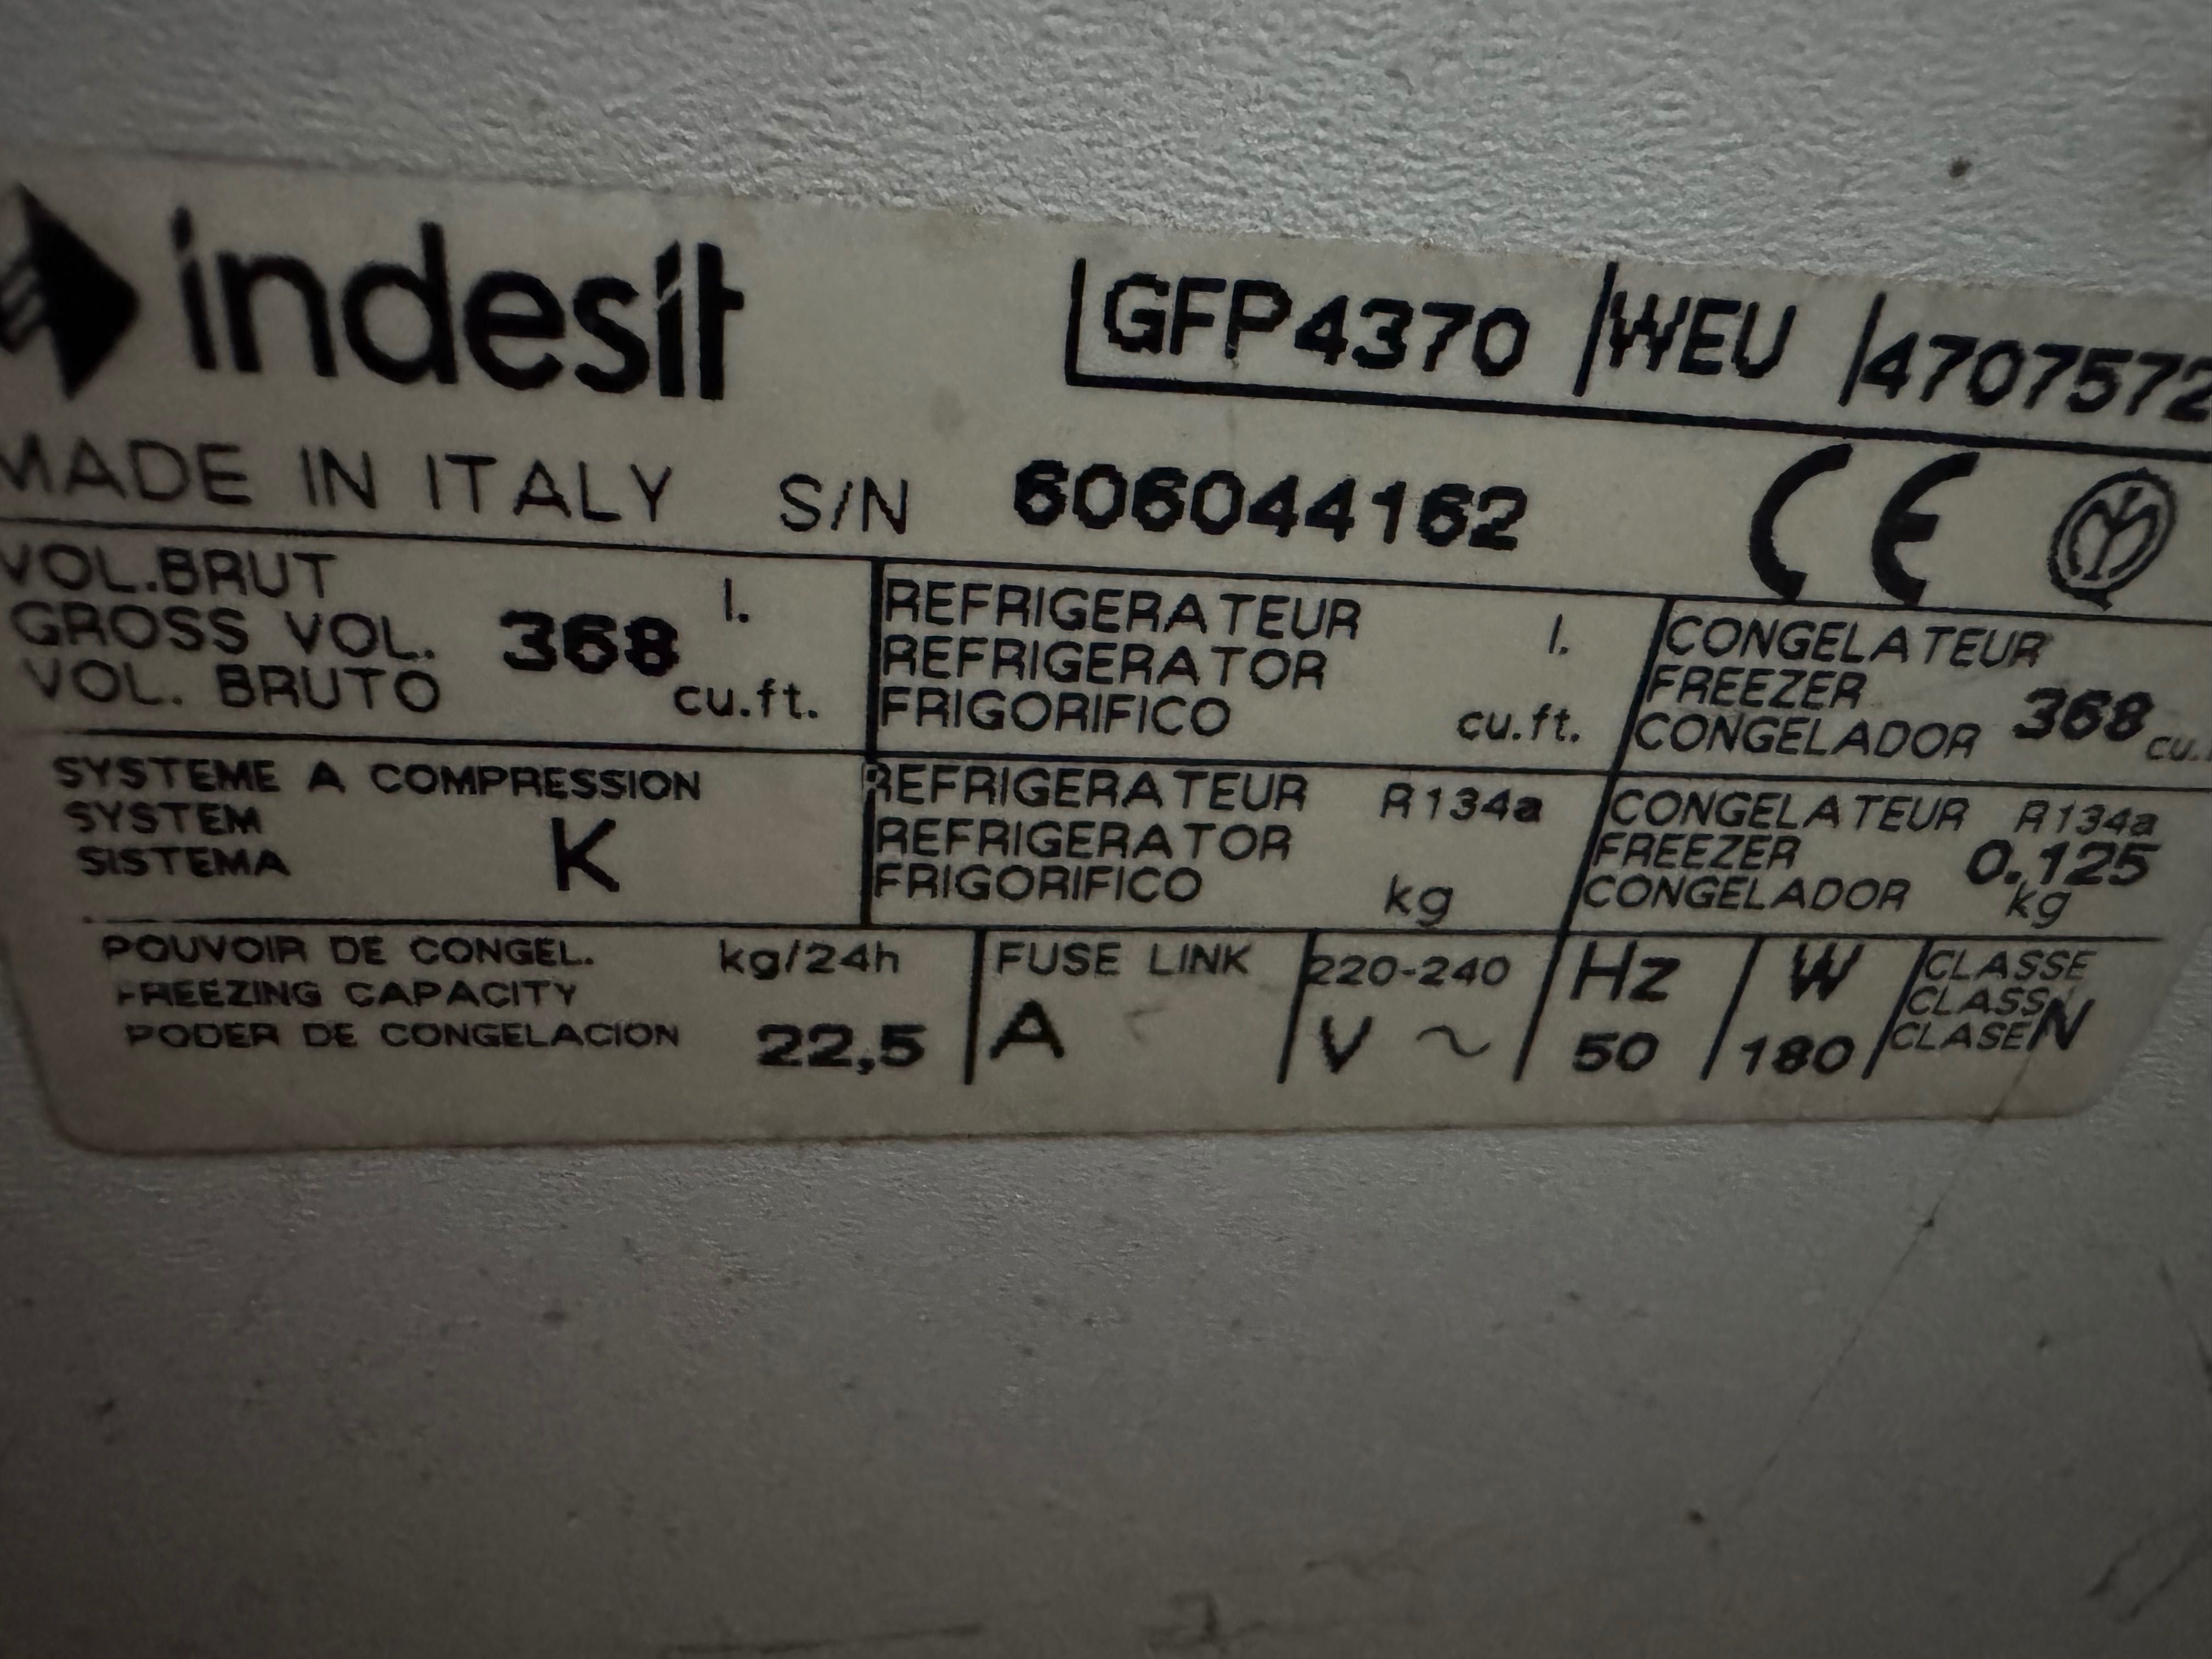 indesit GFP4370 WEU 4707572
MADE IN ITALY S/N 606044162 CE
VOL.BRUT l.
GROSS VOL. 368
VOL. BRUTO cu.ft.
REFRIGERATEUR l.
REFRIGERATOR
FRIGORIFICO cu.ft.
CONGELATEUR
FREEZER 368
CONGELADOR
SYSTEME A COMPRESSION
SYSTEM K
SISTEMA
REFRIGERATEUR R134a
REFRIGERATOR
FRIGORIFICO kg
CONGELATEUR R134a
FREEZER 0.125
CONGELADOR kg
POUVOIR DE CONGEL. kg/24h
FREEZING CAPACITY
PODER DE CONGELACION 22,5
FUSE LINK
A
220-240
V ~
Hz
50
W
180
CLASSE
CLASS N
CLASE